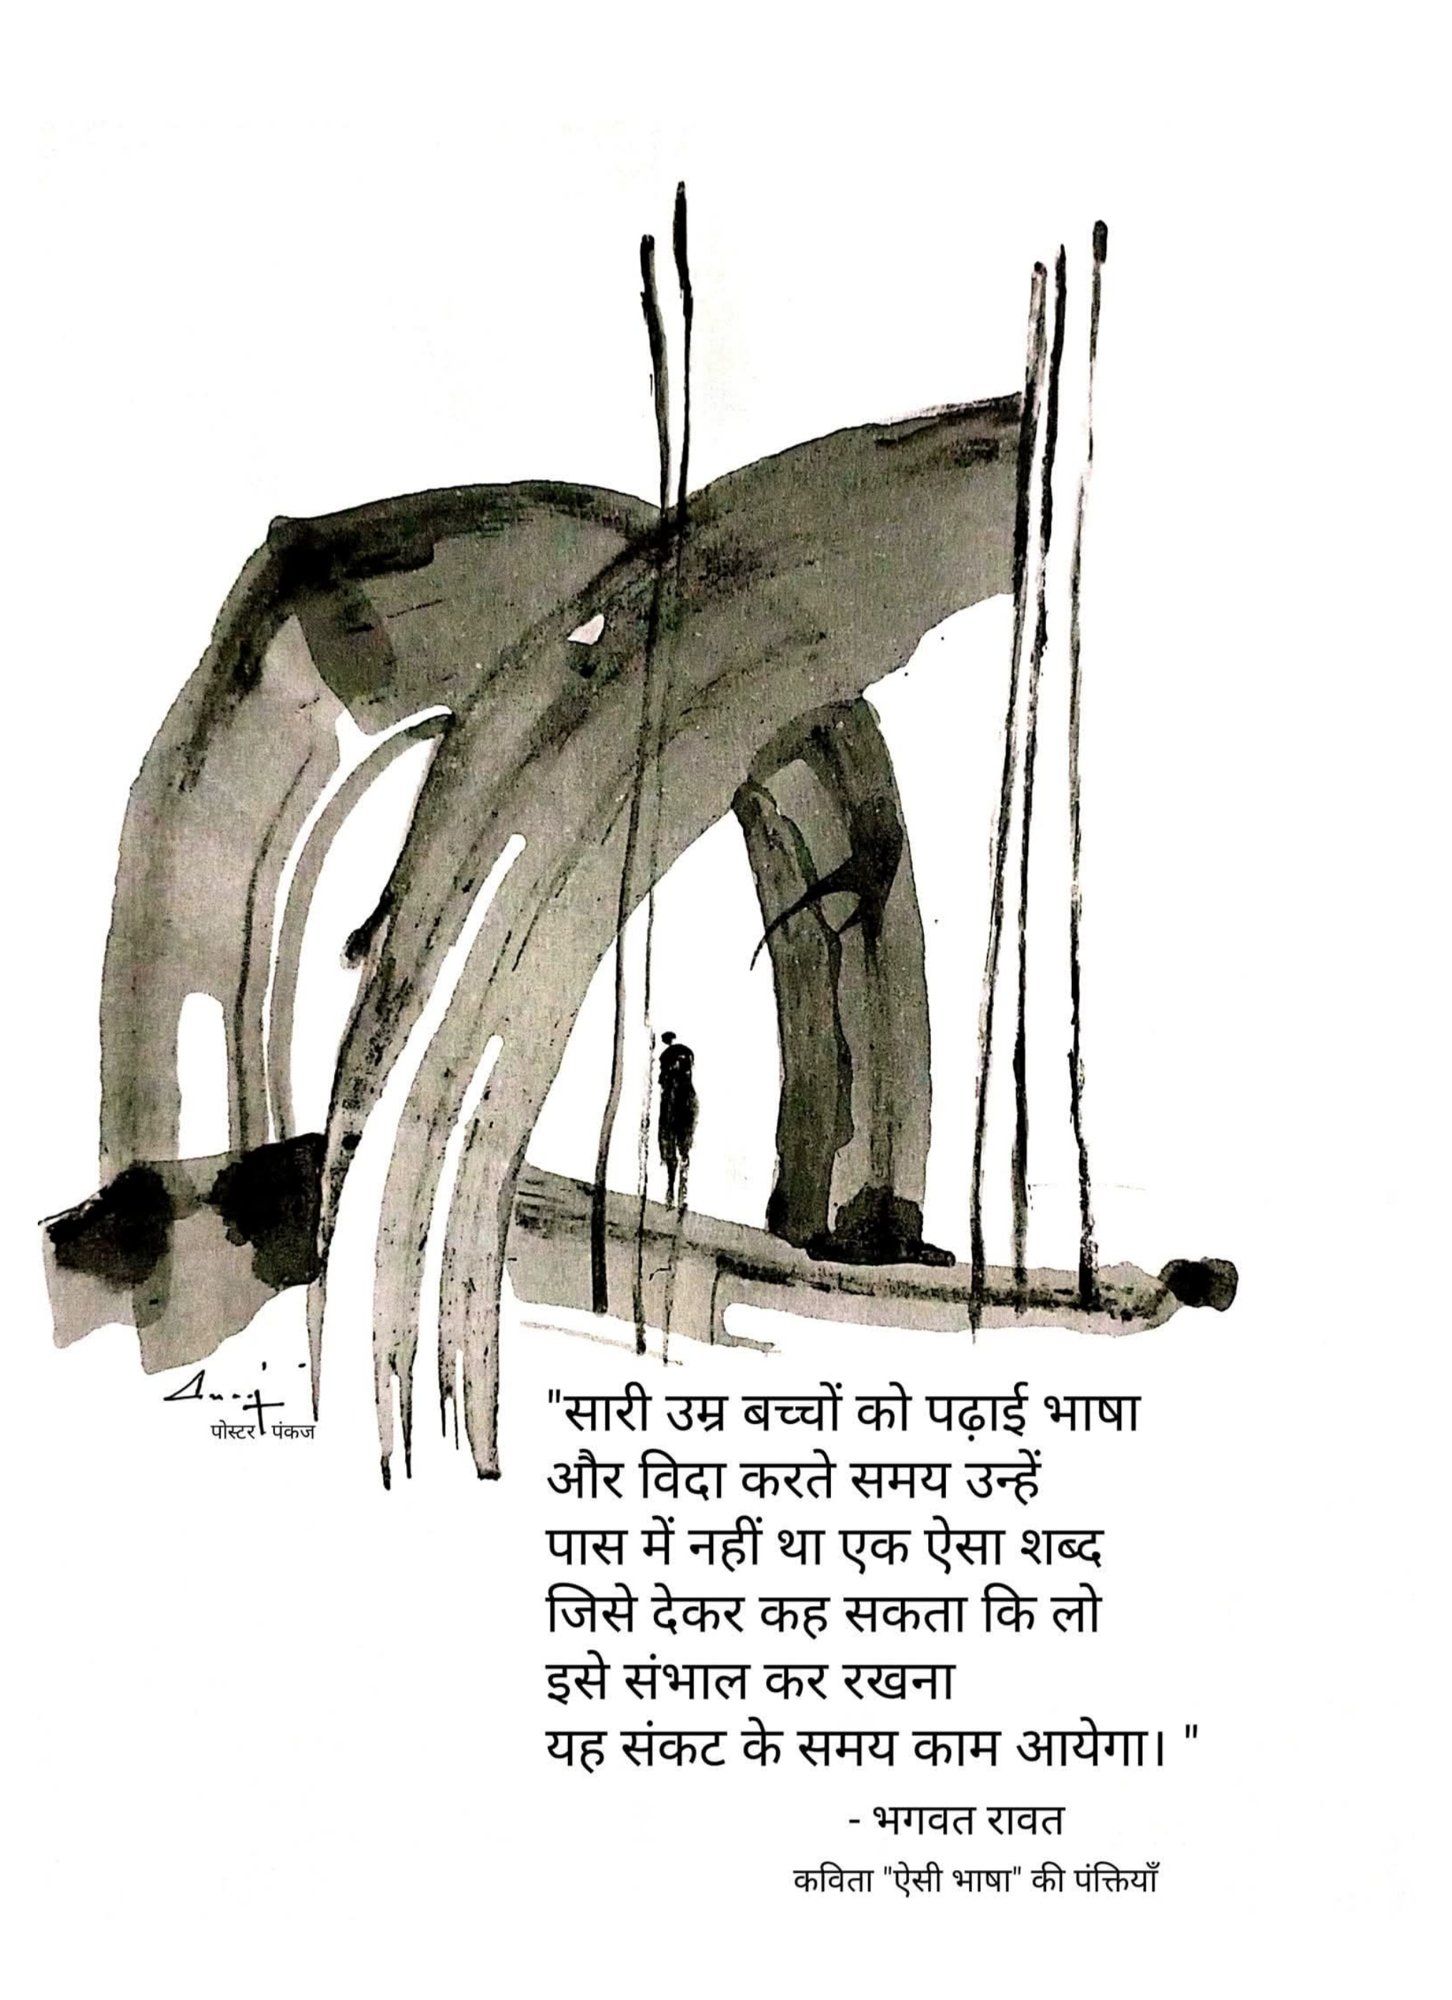 पोस्टर पंकज
"सारी उम्र बच्चों को पढ़ाई भाषा
और विदा करते समय उन्हें
पास में नहीं था एक ऐसा शब्द
जिसे देकर कह सकता कि लो
इसे संभाल कर रखना
यह संकट के समय काम आयेगा। "
- भगवत रावत
कविता "ऐसी भाषा" की पंक्तियाँ